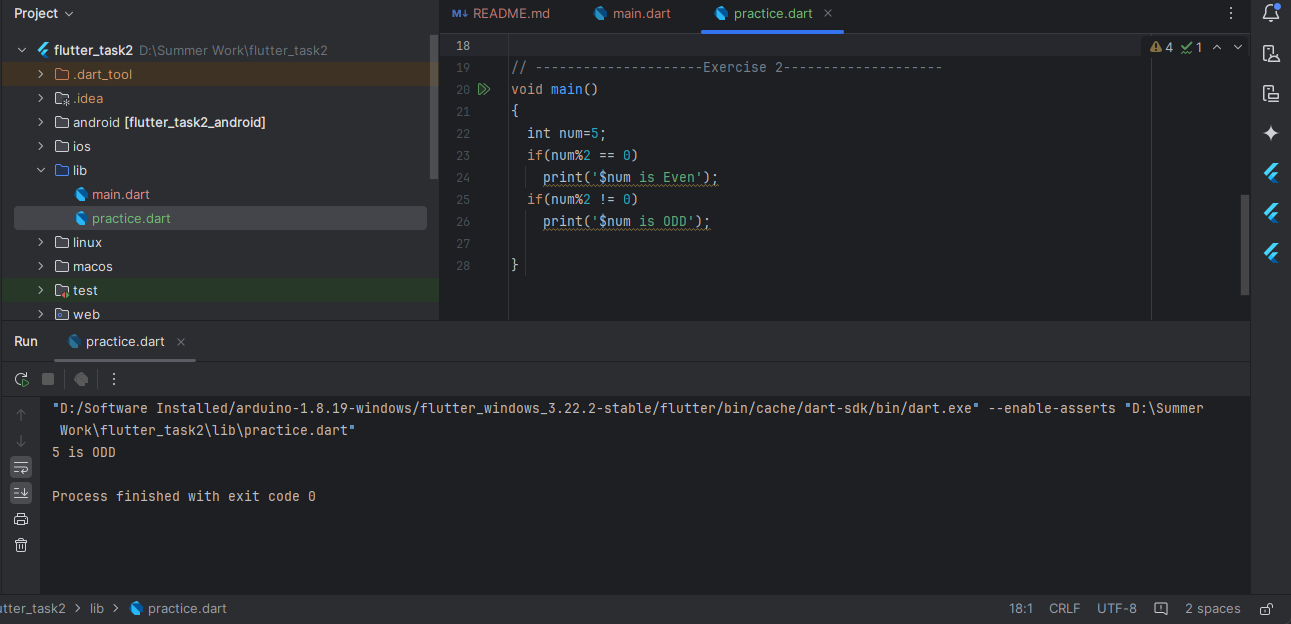 Project
README.md main.dart practice.dart
flutter_task2 D:\Summer Work\flutter_task2
.dart_tool
.idea
android [flutter_task2_android]
ios
lib
main.dart
practice.dart
linux
macos
test
web
4 1
18
19 // ---------------------Exercise 2--------------------
20 void main()
21 {
22 int num=5;
23 if(num%2 == 0)
24 print('$num is Even');
25 if(num%2 != 0)
26 print('$num is ODD');
27
28 }
Run practice.dart
"D:/Software Installed/arduino-1.8.19-windows/flutter_windows_3.22.2-stable/flutter/bin/cache/dart-sdk/bin/dart.exe" --enable-asserts "D:\Summer
Work\flutter_task2\lib\practice.dart"
5 is ODD
Process finished with exit code 0
utter_task2 > lib > practice.dart 18:1 CRLF UTF-8 2 spaces